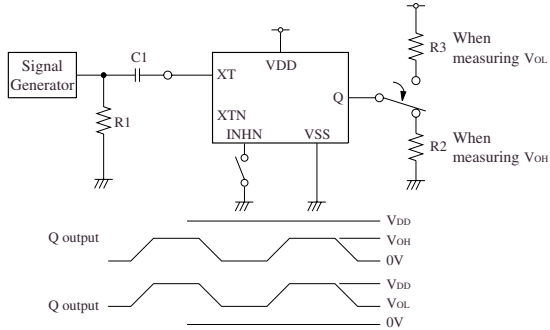 Signal
Generator
C1
R1
XT
VDD
Q
XTN
INHN
VSS
R3
When
measuring VOL
R2
When
measuring VOH
VDD
Q output
VOH
0V
VDD
Q output
VOL
0V